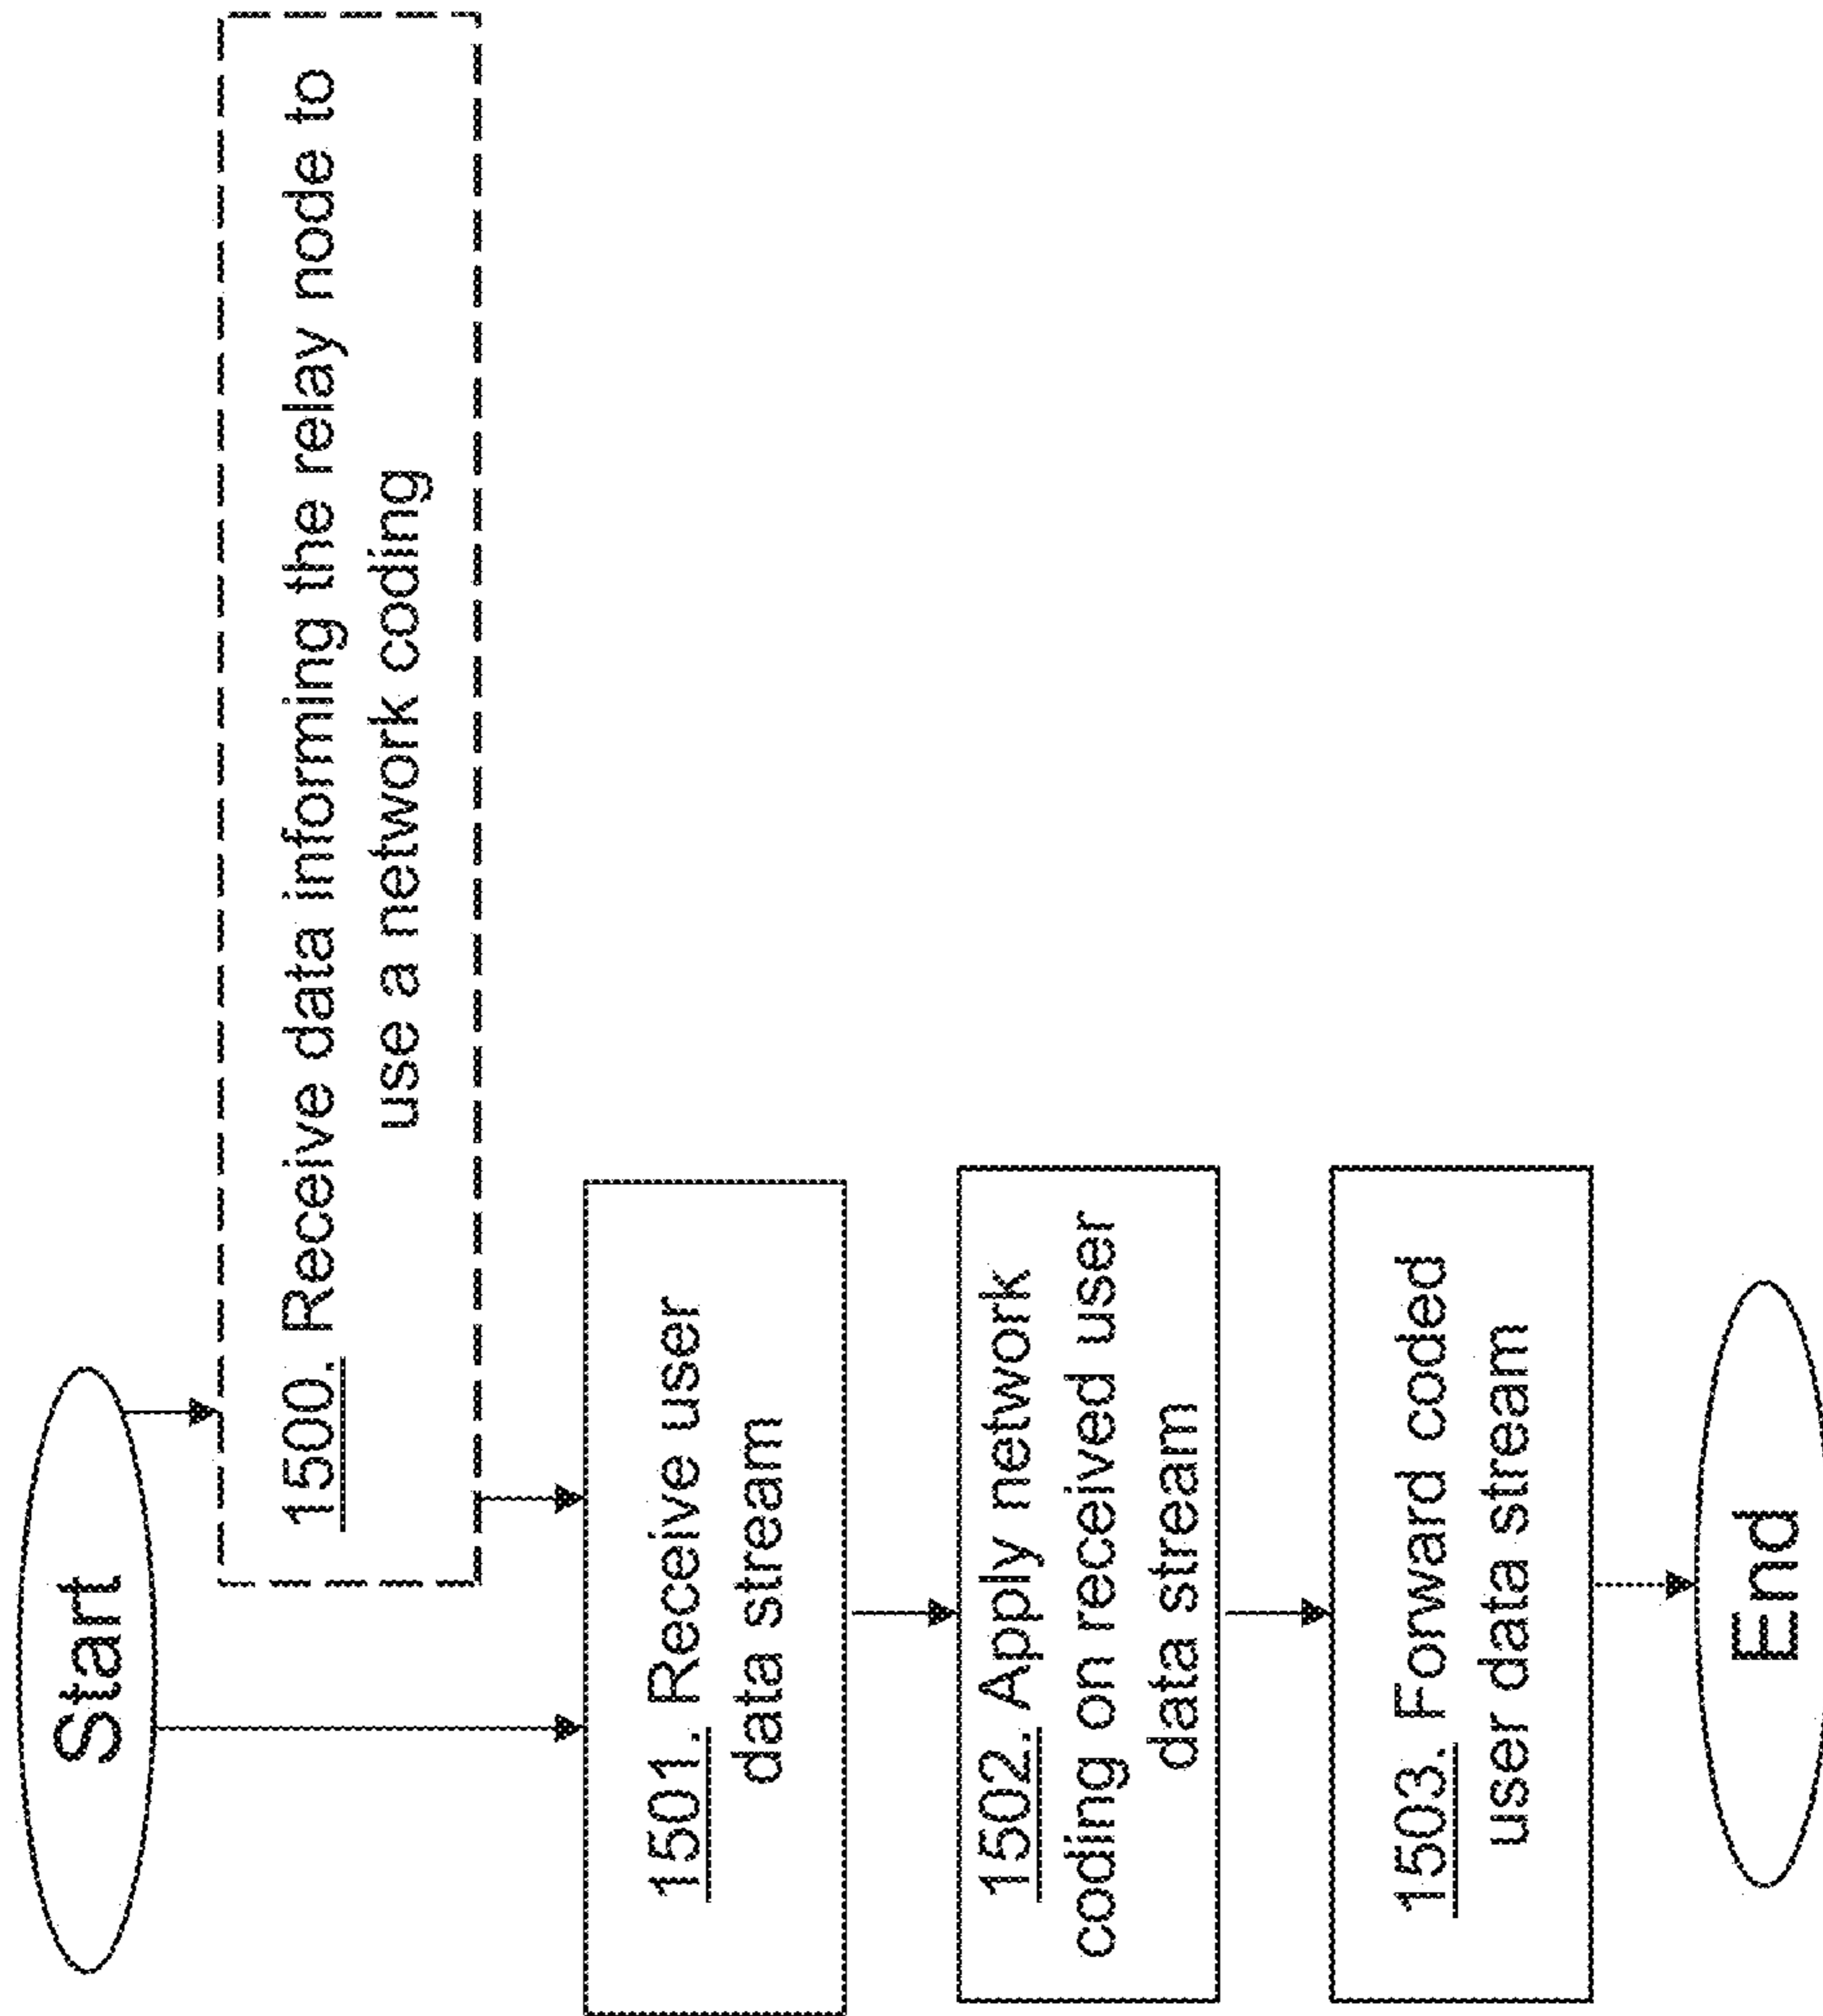 Start
1500. Receive data informing the relay node to
use a network coding
1501. Receive user
data stream
1502. Apply network
coding on received user
data stream
1503. Forward coded
user data stream
End